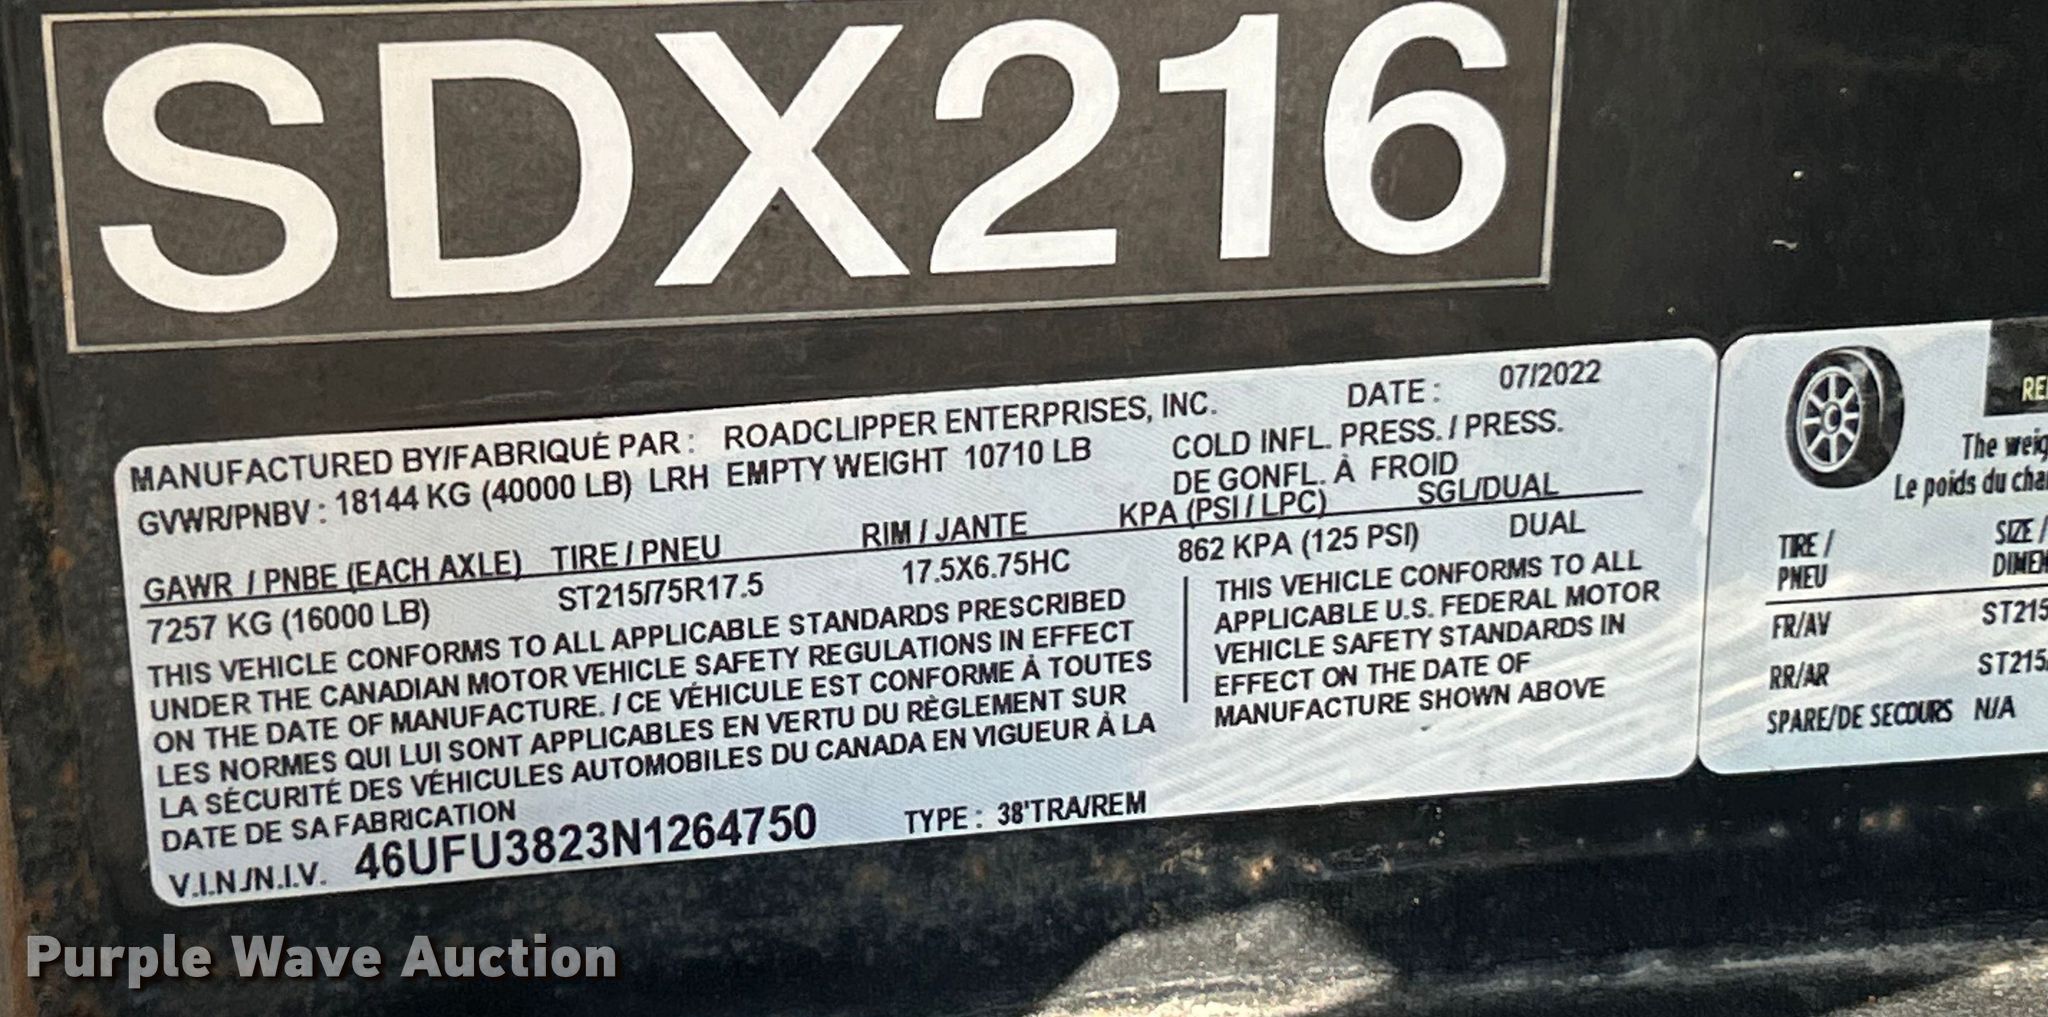 SDX216
MANUFACTURED BY/FABRIQUÉ PAR : ROADCLIPPER ENTERPRISES, INC. DATE : 07/2022
GVWR/PNBV : 18144 KG (40000 LB) LRH EMPTY WEIGHT 10710 LB
COLD INFL. PRESS. / PRESS.
DE GONFL. À FROID
GAWR / PNBE (EACH AXLE) TIRE / PNEU RIM / JANTE KPA (PSI / LPC) SGL/DUAL
7257 KG (16000 LB) ST215/75R17.5 17.5X6.75HC 862 KPA (125 PSI) DUAL
THIS VEHICLE CONFORMS TO ALL APPLICABLE STANDARDS PRESCRIBED
UNDER THE CANADIAN MOTOR VEHICLE SAFETY REGULATIONS IN EFFECT
ON THE DATE OF MANUFACTURE. / CE VÉHICULE EST CONFORME À TOUTES
LES NORMES QUI LUI SONT APPLICABLES EN VERTU DU RÈGLEMENT SUR
LA SÉCURITÉ DES VÉHICULES AUTOMOBILES DU CANADA EN VIGUEUR À LA
DATE DE SA FABRICATION
THIS VEHICLE CONFORMS TO ALL
APPLICABLE U.S. FEDERAL MOTOR
VEHICLE SAFETY STANDARDS IN
EFFECT ON THE DATE OF
MANUFACTURE SHOWN ABOVE
V.I.N./N.I.V. 46UFU3823N1264750 TYPE : 38'TRA/REM
The
Le poids du
TIRE / SIZE /
PNEU
FR/AV ST215
RR/AR ST215
SPARE/DE SECOURS N/A
Purple Wave Auction